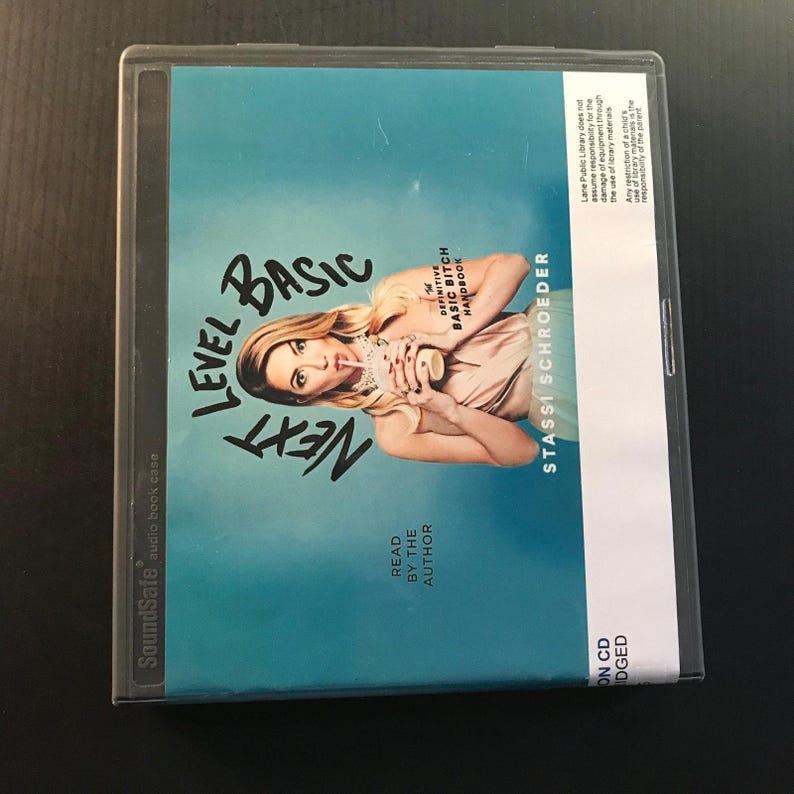 SoundSafe® audio book case
NEXT
LEVEL
BASIC
THE
DEFINITIVE
BASIC BITCH
HANDBOOK
READ
BY THE
AUTHOR
STASSI SCHROEDER
Lane Public Library does not
assume responsibility for the
damage of equipment through
the use of library materials
Any restriction of a child's
use of library materials is the
responsibility of the parent.
ON CD
IDGED